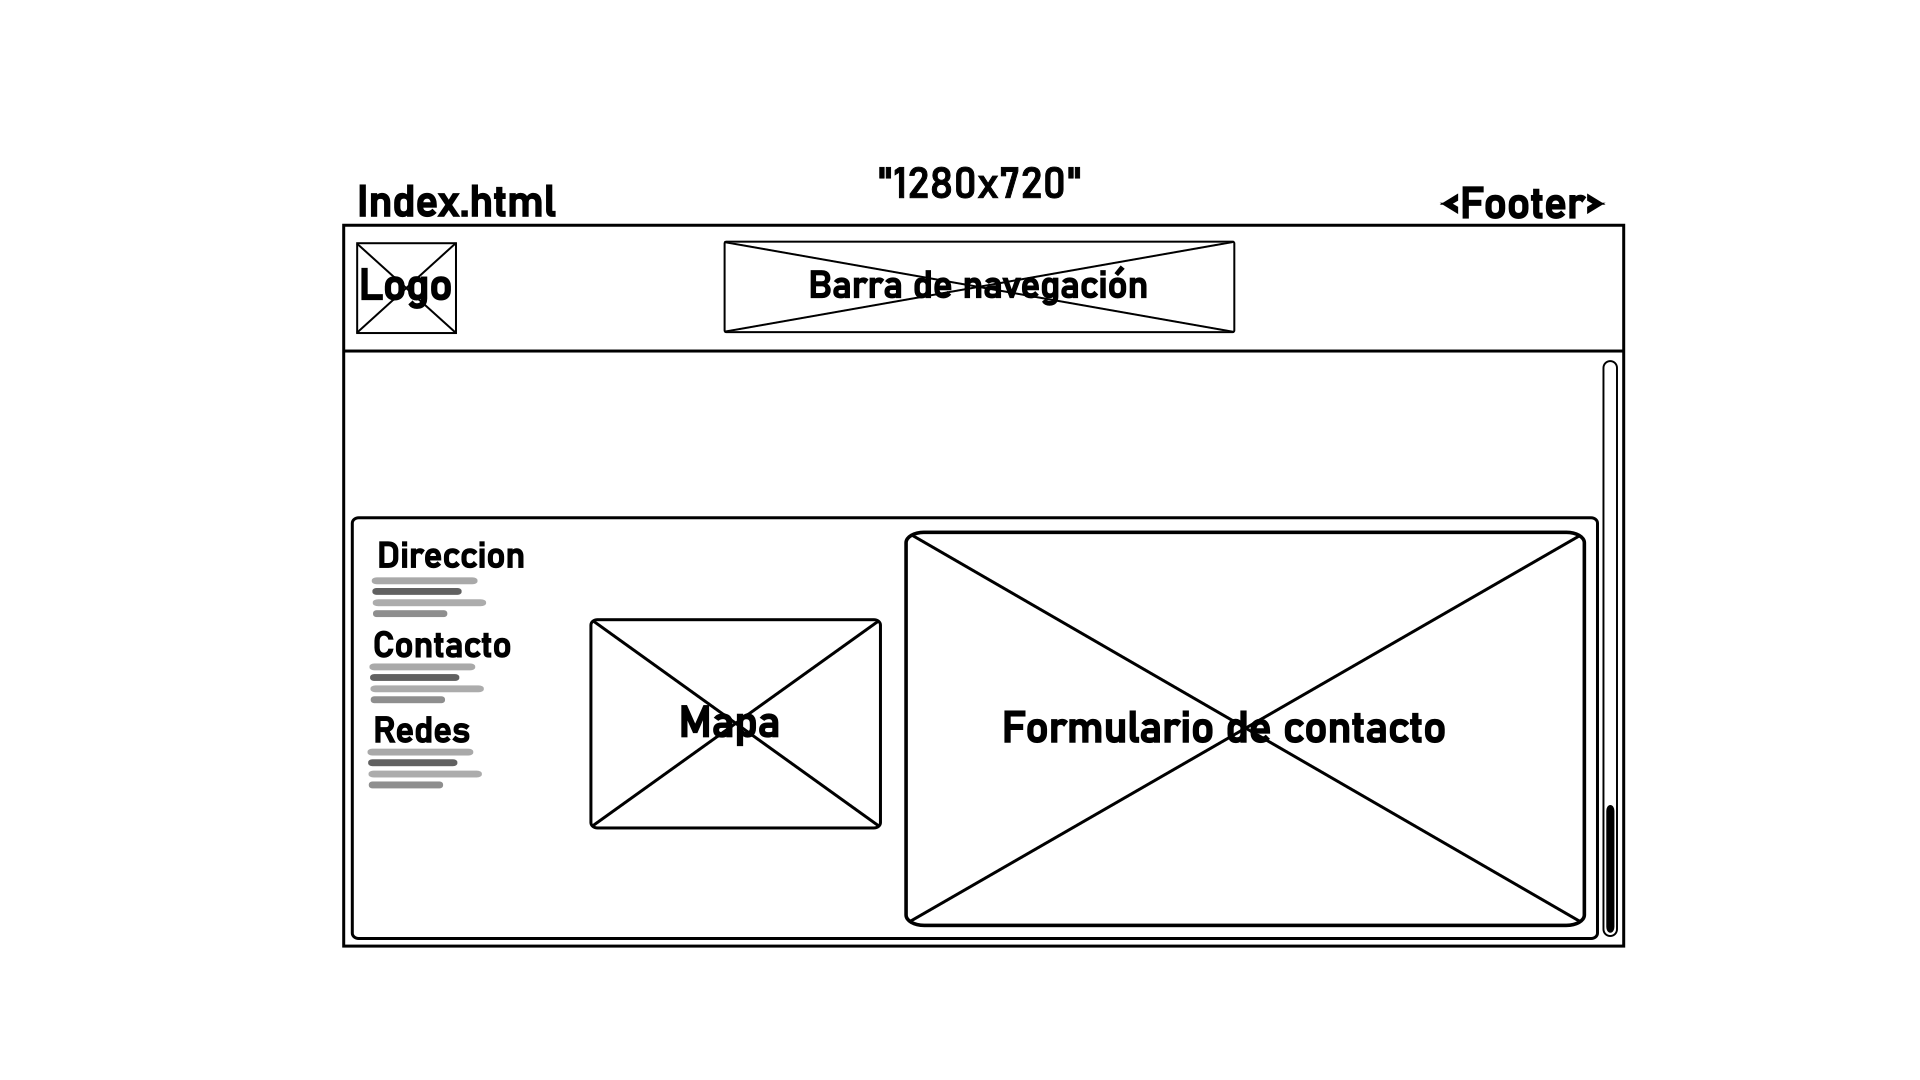 Index.html
"1280x720"
<Footer>
Logo
Barra de navegación
Direccion
Contacto
Redes
Mapa
Formulario de contacto